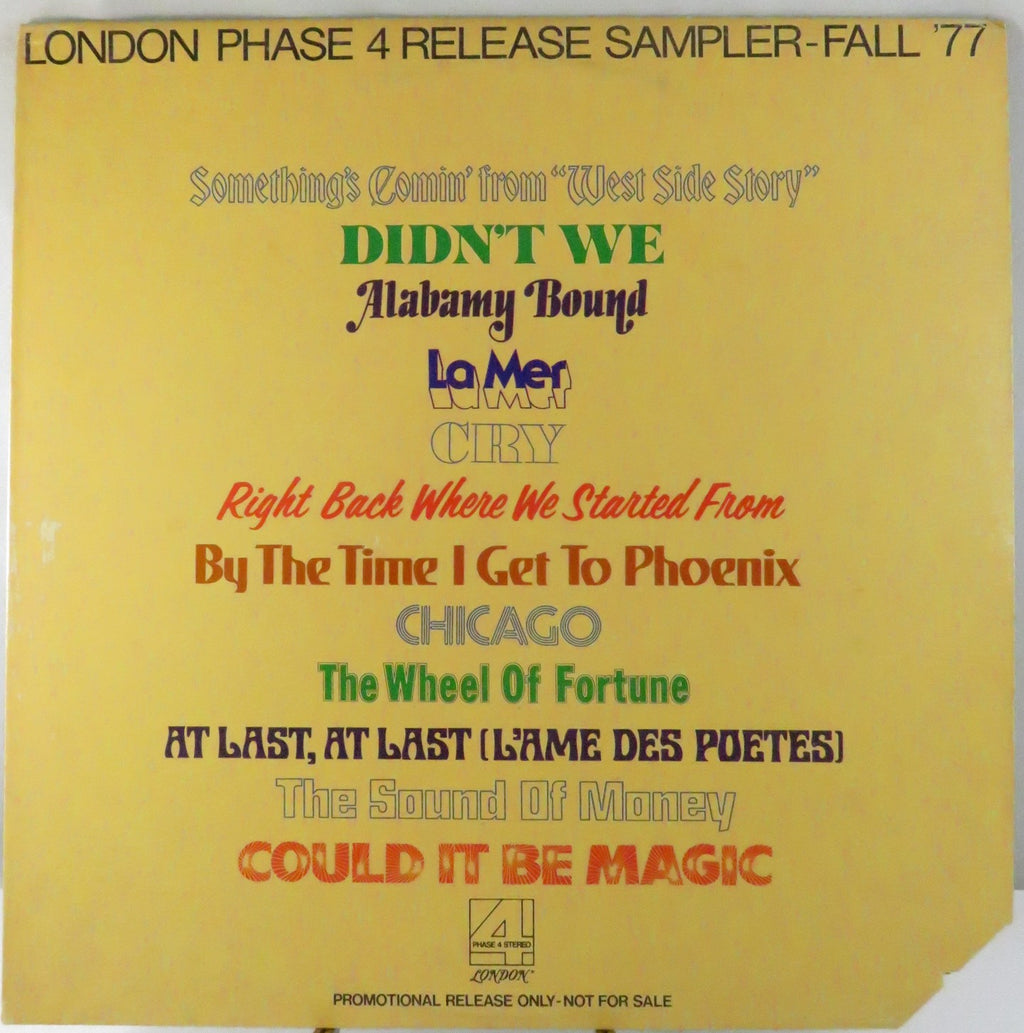 LONDON PHASE 4 RELEASE SAMPLER-FALL '77
Something's Comin' from "West Side Story"
DIDN'T WE
Alabamy Bound
La Mer
CRY
Right Back Where We Started From
By The Time I Get To Phoenix
CHICAGO
The Wheel Of Fortune
AT LAST, AT LAST (L'AME DES POETES)
The Sound Of Money
COULD IT BE MAGIC
4
PHASE 4 STEREO
LONDON™
PROMOTIONAL RELEASE ONLY-NOT FOR SALE